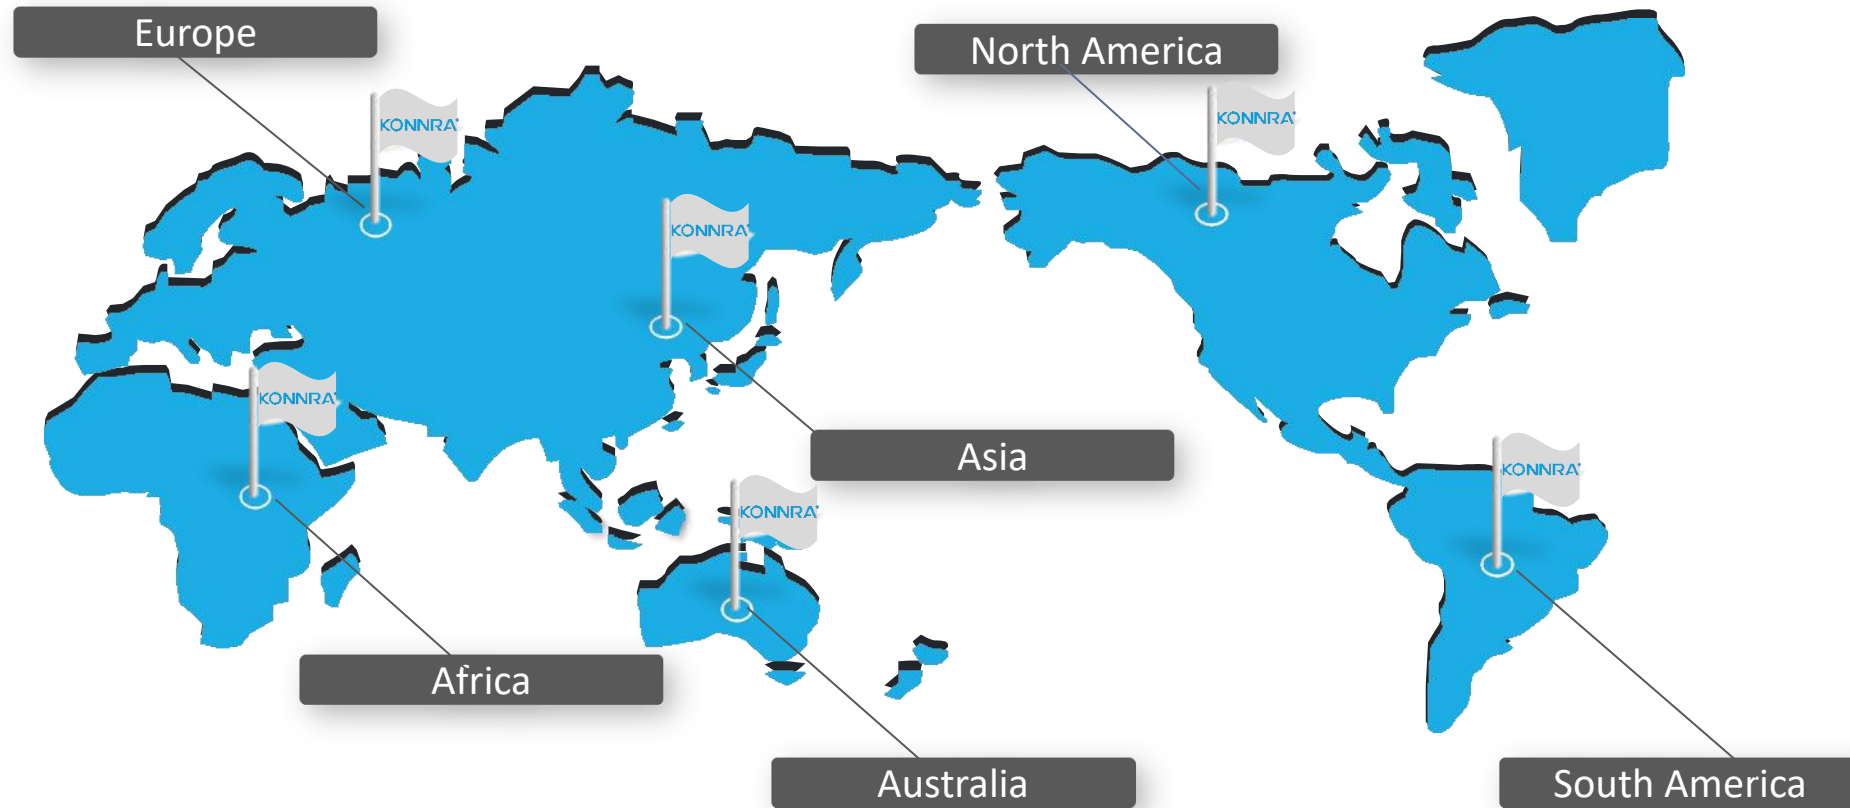 Europe
North America
KONNRA
KONNRA
KONNRA
KONNRA
Asia
KONNRA
KONNRA
Africa
Australia
South America